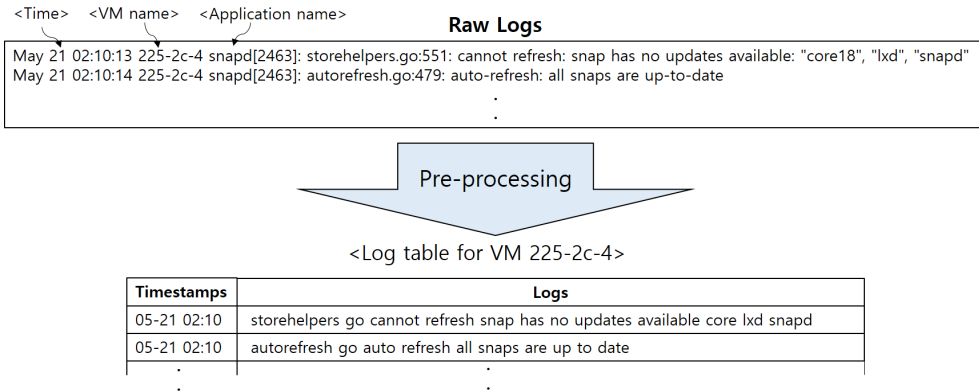 <Time> <VM name> <Application name>
Raw Logs
May 21 02:10:13 225-2c-4 snapd[2463]: storehelpers.go:551: cannot refresh: snap has no updates available: "core18", "lxd", "snapd"
May 21 02:10:14 225-2c-4 snapd[2463]: autorefresh.go:479: auto-refresh: all snaps are up-to-date
.
.
Pre-processing
<Log table for VM 225-2c-4>
Timestamps Logs
05-21 02:10 storehelpers go cannot refresh snap has no updates available core lxd snapd
05-21 02:10 autorefresh go auto refresh all snaps are up to date
. .
. .